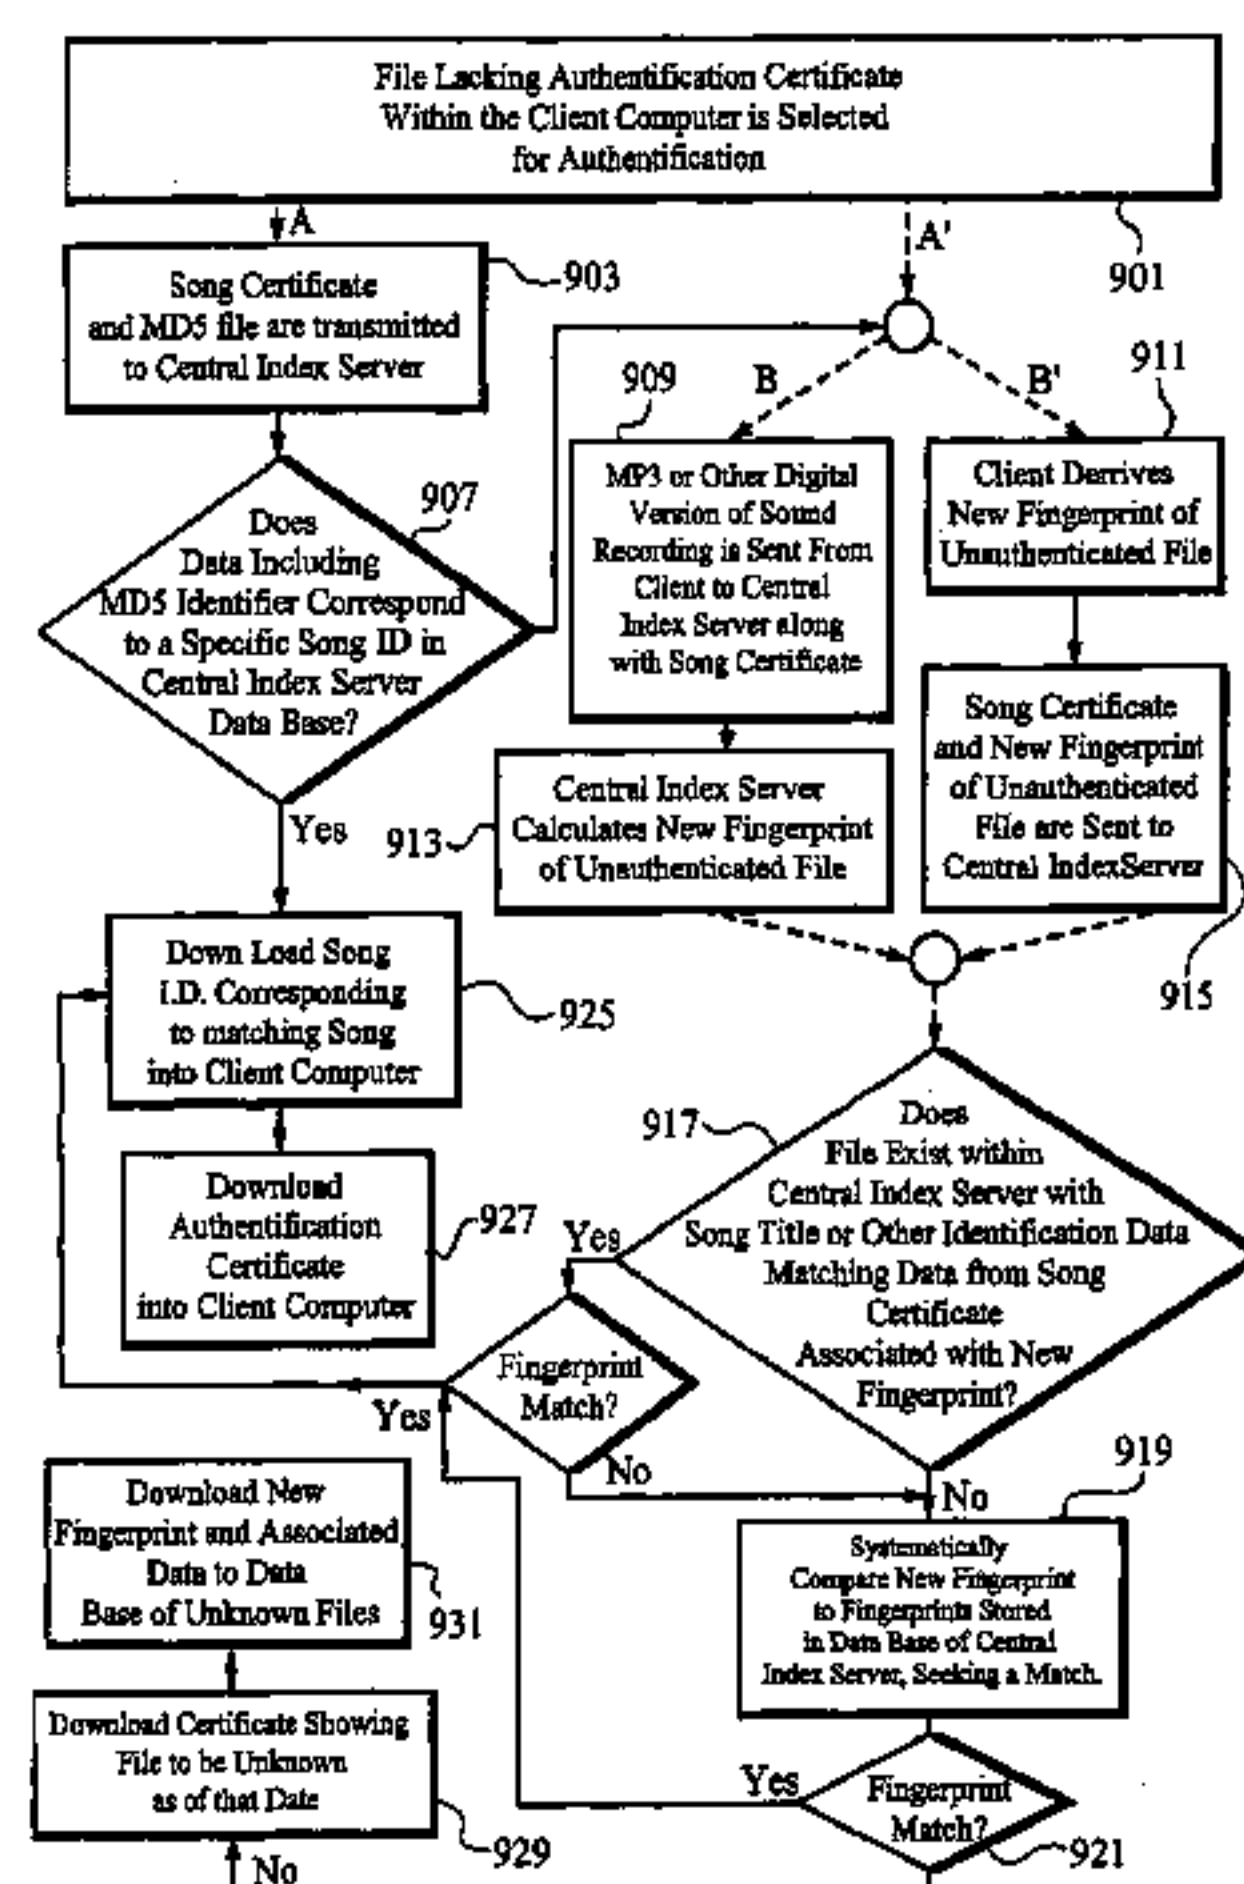 File Lacking Authentification Certificate
Within the Client Computer is Selected
for Authentification
A
A'
901
Song Certificate
and MD5 file are transmitted
to Central Index Server
903
B
B'
909
911
MP3 or Other Digital
Version of Sound
Recording is Sent From
Client to Central
Index Server along
with Song Certificate
Client Derrives
New Fingerprint of
Unauthenticated File
907
Does
Data Including
MD5 Identifier Correspond
to a Specific Song ID in
Central Index Server
Data Base?
Yes
913
Central Index Server
Calculates New Fingerprint
of Unauthenticated File
Song Certificate
and New Fingerprint
of Unauthenticated
File are Sent to
Central IndexServer
915
Down Load Song
I.D. Corresponding
to matching Song
into Client Computer
925
Download
Authentification
Certificate
into Client Computer
927
917
Does
File Exist within
Central Index Server with
Song Title or Other Identification Data
Matching Data from Song
Certificate
Associated with New
Fingerprint?
Yes
Fingerprint
Match?
Yes
No
No
919
Systematically
Compare New Fingerprint
to Fingerprints Stored
in Data Base of Central
Index Server, Seeking a Match.
Download New
Fingerprint and Associated
Data to Data
Base of Unknown Files
931
Download Certificate Showing
File to be Unknown
as of that Date
929
No
Yes
Fingerprint
Match?
921